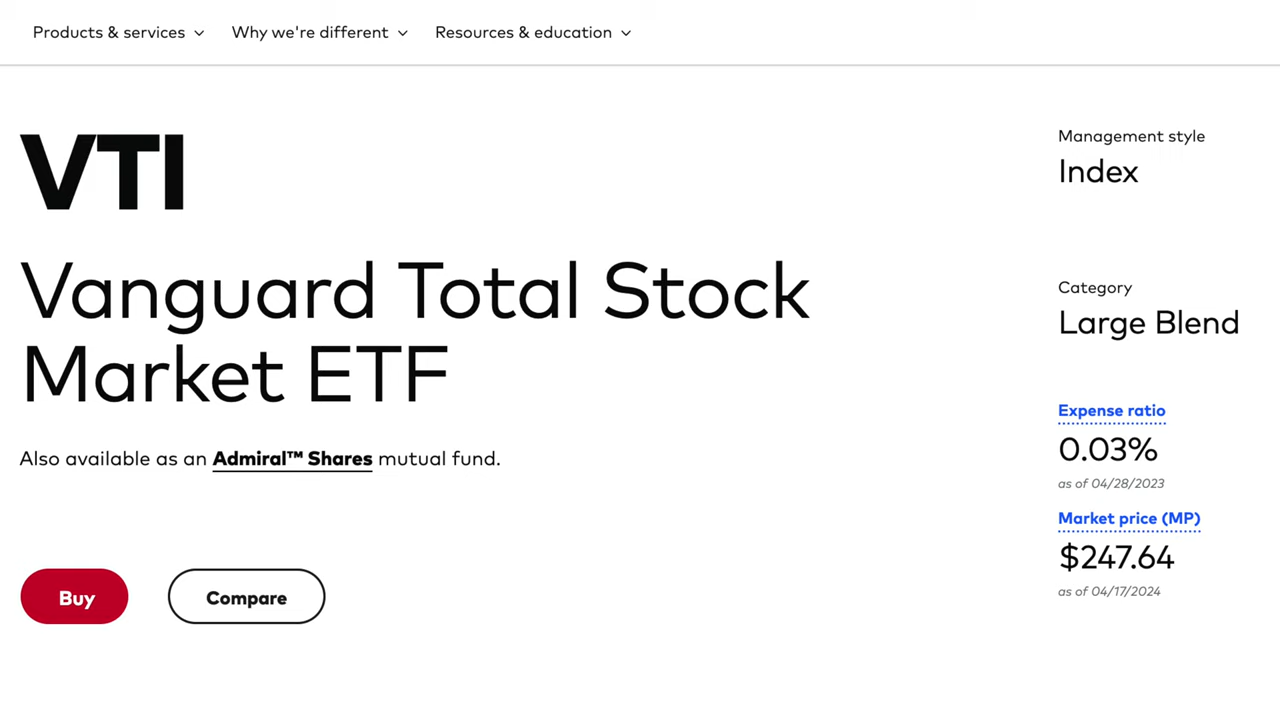 Products & services
Why we're different
Resources & education
VTI
Vanguard Total Stock
Market ETF
Also available as an Admiral™ Shares mutual fund.
Buy
Compare
Management style
Index
Category
Large Blend
Expense ratio
0.03%
as of 04/28/2023
Market price (MP)
$247.64
as of 04/17/2024